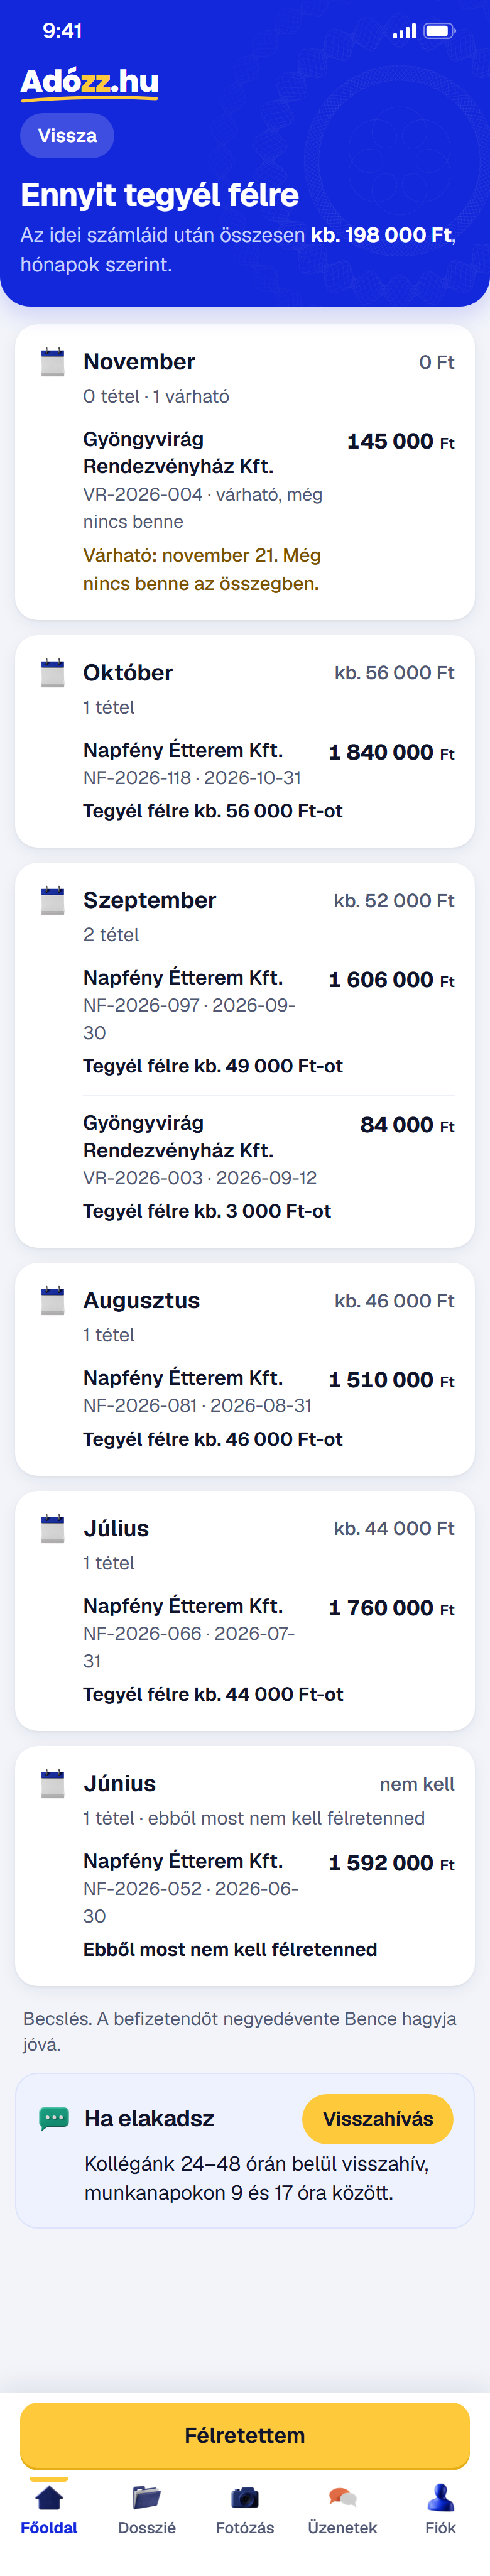 9:41
Adózz.hu
Vissza
Ennyit tegyél félre
Az idei számláid után összesen kb. 198 000 Ft,
hónapok szerint.
November
0 Ft
0 tétel · 1 várható
Gyöngyvirág
Rendezvényház Kft.
145 000 Ft
VR-2026-004 · várható, még
nincs benne
Várható: november 21. Még
nincs benne az összegben.
Október
kb. 56 000 Ft
1 tétel
Napfény Étterem Kft.
1 840 000 Ft
NF-2026-118 · 2026-10-31
Tegyél félre kb. 56 000 Ft-ot
Szeptember
kb. 52 000 Ft
2 tétel
Napfény Étterem Kft.
1 606 000 Ft
NF-2026-097 · 2026-09-
30
Tegyél félre kb. 49 000 Ft-ot
Gyöngyvirág
Rendezvényház Kft.
84 000 Ft
VR-2026-003 · 2026-09-12
Tegyél félre kb. 3 000 Ft-ot
Augusztus
kb. 46 000 Ft
1 tétel
Napfény Étterem Kft.
1 510 000 Ft
NF-2026-081 · 2026-08-31
Tegyél félre kb. 46 000 Ft-ot
Július
kb. 44 000 Ft
1 tétel
Napfény Étterem Kft.
1 760 000 Ft
NF-2026-066 · 2026-07-
31
Tegyél félre kb. 44 000 Ft-ot
Június
nem kell
1 tétel · ebből most nem kell félretenned
Napfény Étterem Kft.
1 592 000 Ft
NF-2026-052 · 2026-06-
30
Ebből most nem kell félretenned
Becslés. A befizetendőt negyedévente Bence hagyja
jóvá.
Ha elakadsz
Visszahívás
Kollégánk 24–48 órán belül visszahív,
munkanapokon 9 és 17 óra között.
Félretettem
Főoldal
Dosszié
Fotózás
Üzenetek
Fiók